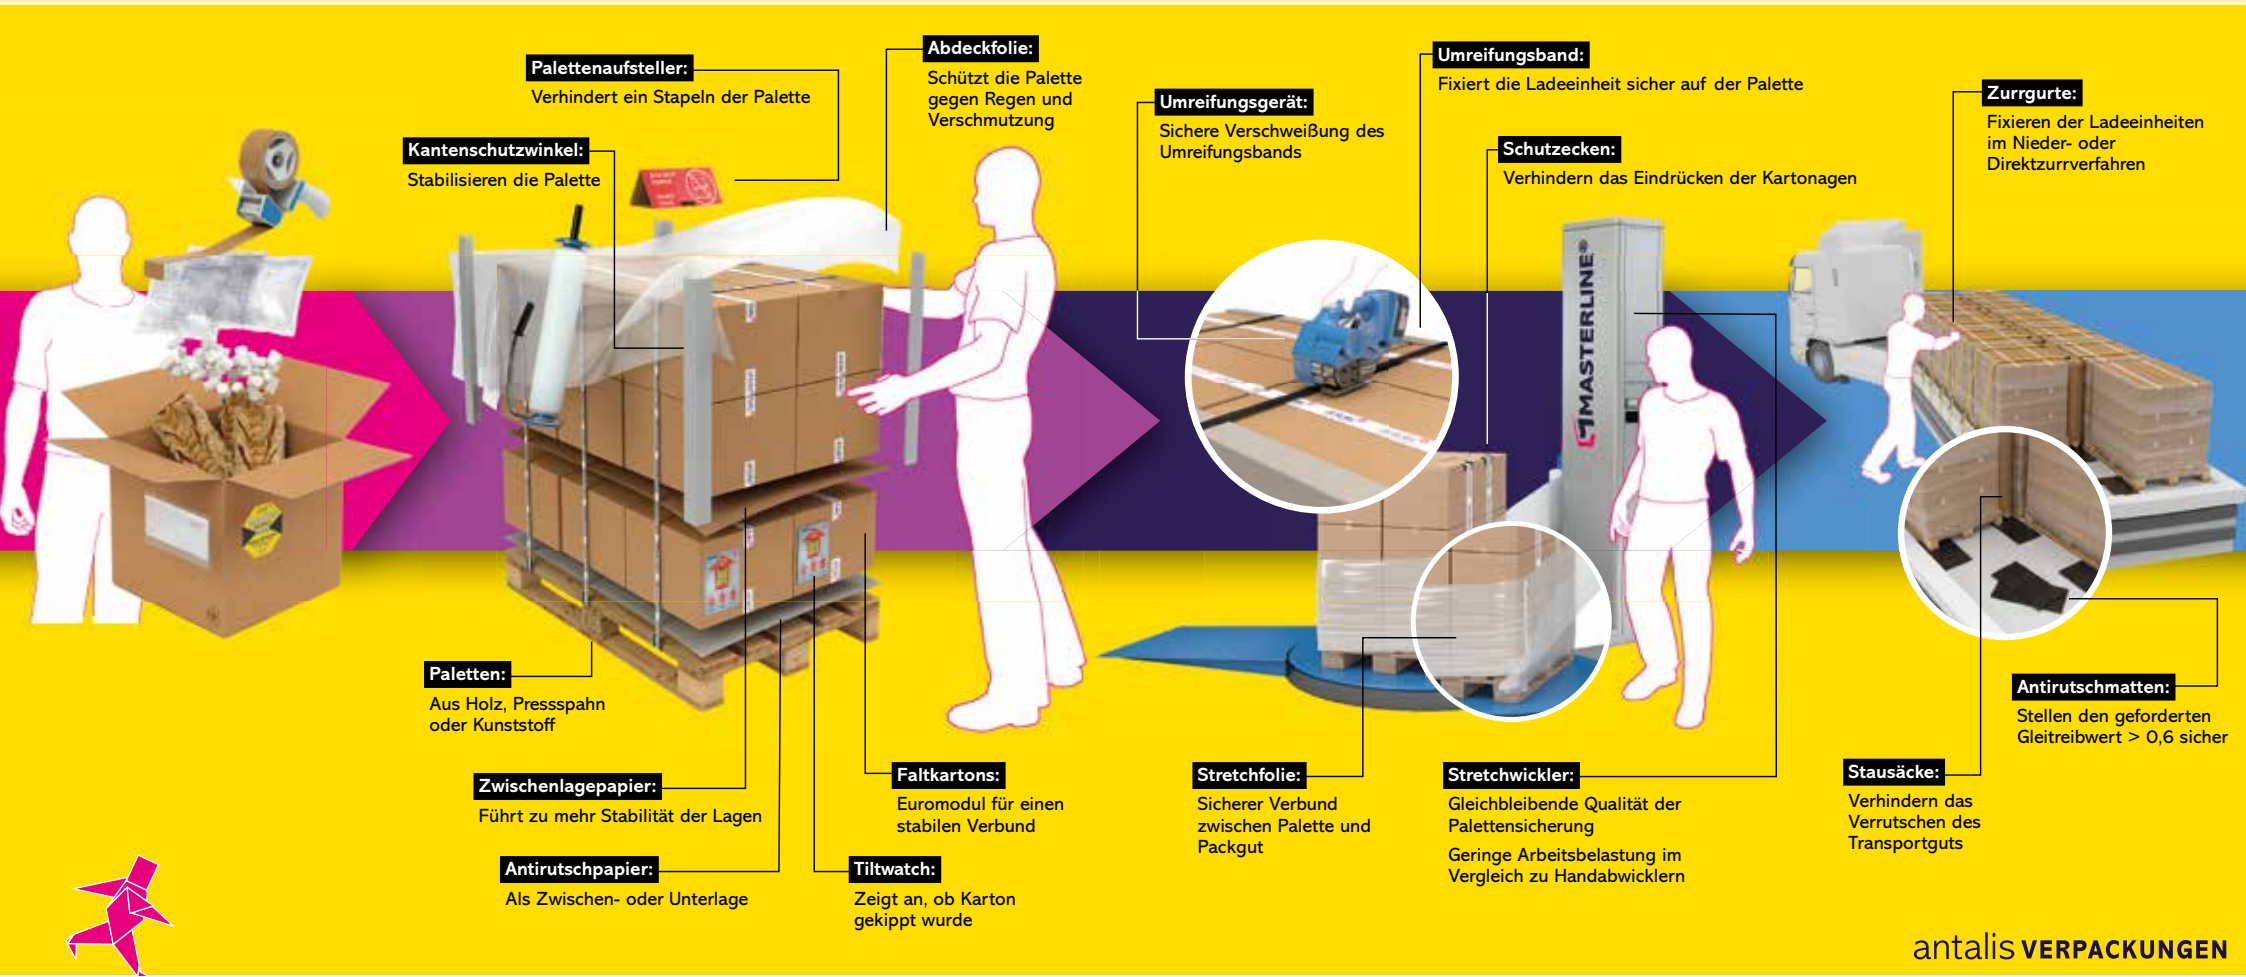 Palettenaufsteller:
Verhindert ein Stapeln der Palette
Kantenschutzwinkel:
Stabilisieren die Palette
Abdeckfolie:
Schützt die Palette
gegen Regen und
Verschmutzung
Umreifungsgerät:
Sichere Verschweißung des
Umreifungsbands
Umreifungsband:
Fixiert die Ladeeinheit sicher auf der Palette
Schutzecken:
Verhindern das Eindrücken der Kartonagen
Zurrgurte:
Fixieren der Ladeeinheiten
im Nieder- oder
Direktzurrverfahren
MASTERLINE®
Paletten:
Aus Holz, Pressspahn
oder Kunststoff
Zwischenlagepapier:
Führt zu mehr Stabilität der Lagen
Antirutschpapier:
Als Zwischen- oder Unterlage
Faltkartons:
Euromodul für einen
stabilen Verbund
Tiltwatch:
Zeigt an, ob Karton
gekippt wurde
Stretchfolie:
Sicherer Verbund
zwischen Palette und
Packgut
Stretchwickler:
Gleichbleibende Qualität der
Palettensicherung
Geringe Arbeitsbelastung im
Vergleich zu Handabwicklern
Stausäcke:
Verhindern das
Verrutschen des
Transportguts
Antirutschmatten:
Stellen den geforderten
Gleitreibwert > 0,6 sicher
antalis VERPACKUNGEN